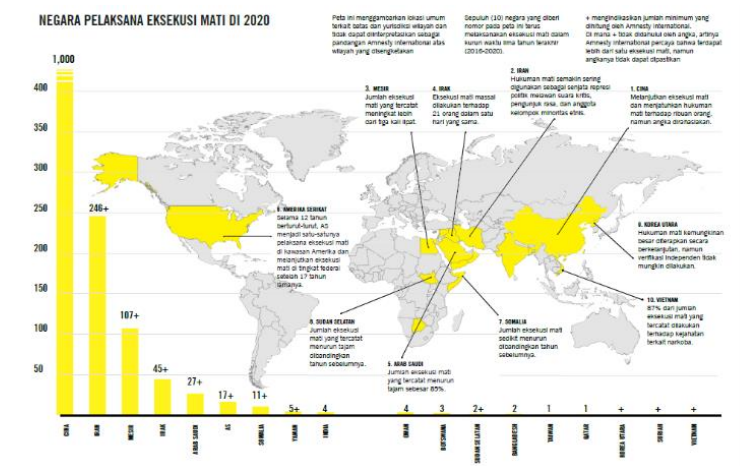 NEGARA PELAKSANA EKSEKUSI MATI DI 2020
Peta ini menggambarkan lokasi umum
terkait batas dan yurisdiksi wilayah dan
tidak dapat diinterpretasikan sebagai
pandangan Amnesty International atas
wilayah yang disengketakan
Sepuluh (10) negara yang diberi
nomor pada peta ini terus
melaksanakan eksekusi mati dalam
kurun waktu lima tahun terakhir
(2016-2020).
+ mengindikasikan jumlah minimum yang
dihitung oleh Amnesty International.
Di mana + tidak didahului oleh angka, artinya
Amnesty International percaya bahwa terdapat
lebih dari satu eksekusi mati, namun
angkanya tidak dapat dipastikan
1,000
400
350
300
250
200
150
100
50
2. IRAN
Hukuman mati semakin sering
digunakan sebagai senjata represi
politik melawan suara kritis,
pengunjuk rasa, dan anggota
kelompok minoritas etnis.
3. MESIR
Jumlah eksekusi
mati yang tercatat
meningkat lebih
dari tiga kali lipat.
4. IRAK
Eksekusi mati massal
dilakukan terhadap
21 orang dalam satu
hari yang sama.
1. CINA
Melanjutkan eksekusi mati
dan menjatuhkan hukuman
mati terhadap ribuan orang,
namun angka dirahasiakan.
9. AMERIKA SERIKAT
Selama 12 tahun
berturut-turut, AS
menjadi satu-satunya
pelaksana eksekusi mati
di kawasan Amerika dan
melanjutkan eksekusi
mati di tingkat federal
setelah 17 tahun
lamanya.
8. KOREA UTARA
Hukuman mati kemungkinan
besar diterapkan secara
berkelanjutan, namun
verifikasi independen tidak
mungkin dilakukan.
10. VIETNAM
87% dari jumlah
eksekusi mati yang
tercatat dilakukan
terhadap kejahatan
terkait narkoba.
6. SUDAN SELATAN
Jumlah eksekusi
mati yang tercatat
menurun tajam
dibandingkan
tahun sebelumnya.
7. SOMALIA
Jumlah eksekusi mati
sedikit menurun
dibandingkan tahun
sebelumnya.
5. ARAB SAUDI
Jumlah eksekusi mati
yang tercatat menurun
tajam sebesar 85%.
246+
107+
45+
27+
17+
11+
5+
4
4
3
2+
2
1
1
+
+
+
CINA
IRAN
MESIR
IRAK
ARAB SAUDI
AS
SOMALIA
YAMAN
INDIA
OMAN
BOTSWANA
SUDAN SELATAN
BANGLADESH
TAIWAN
QATAR
KOREA UTARA
SURIAH
VIETNAM